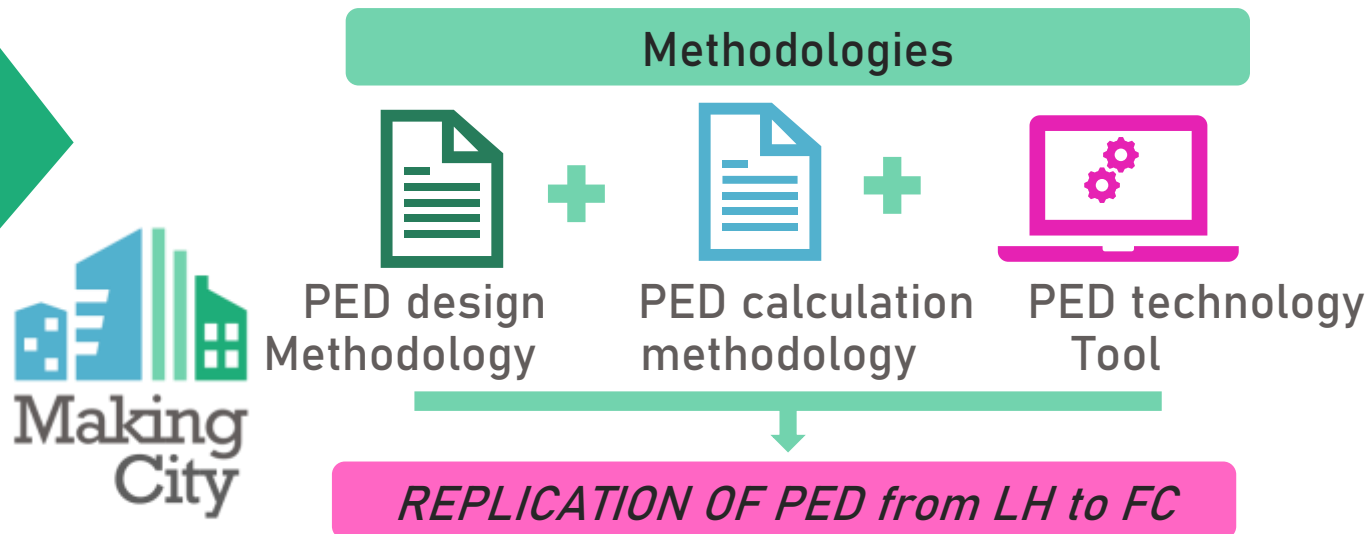 Methodologies
PED design
Methodology
PED calculation
methodology
PED technology
Tool
Making
City
REPLICATION OF PED from LH to FC